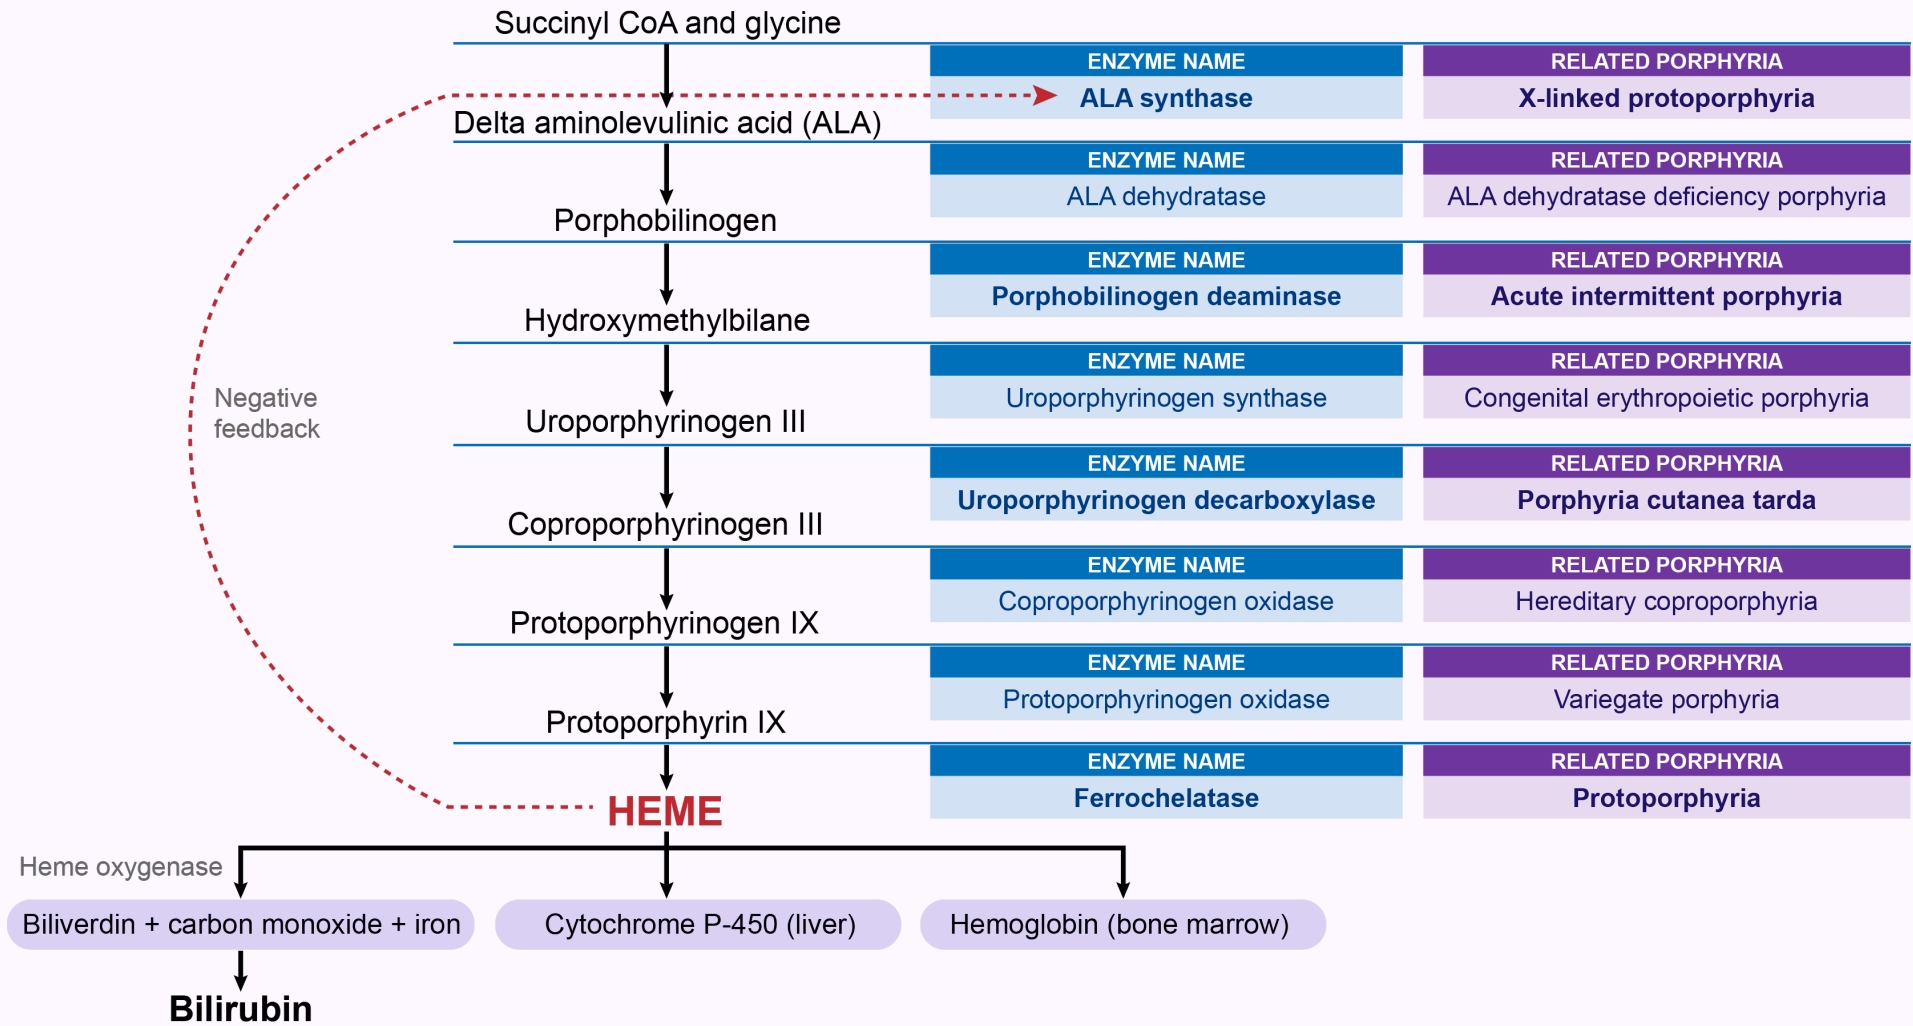 Succinyl CoA and glycine
ENZYME NAME
RELATED PORPHYRIA
ALA synthase
X-linked protoporphyria
Delta aminolevulinic acid (ALA)
ENZYME NAME
RELATED PORPHYRIA
ALA dehydratase
ALA dehydratase deficiency porphyria
Porphobilinogen
ENZYME NAME
RELATED PORPHYRIA
Porphobilinogen deaminase
Acute intermittent porphyria
Hydroxymethylbilane
ENZYME NAME
RELATED PORPHYRIA
Negative
feedback
Uroporphyrinogen synthase
Congenital erythropoietic porphyria
Uroporphyrinogen III
ENZYME NAME
RELATED PORPHYRIA
Uroporphyrinogen decarboxylase
Porphyria cutanea tarda
Coproporphyrinogen III
ENZYME NAME
RELATED PORPHYRIA
Coproporphyrinogen oxidase
Hereditary coproporphyria
Protoporphyrinogen IX
ENZYME NAME
RELATED PORPHYRIA
Protoporphyrinogen oxidase
Variegate porphyria
Protoporphyrin IX
ENZYME NAME
RELATED PORPHYRIA
Ferrochelatase
Protoporphyria
HEME
Heme oxygenase
Biliverdin + carbon monoxide + iron
Cytochrome P-450 (liver)
Hemoglobin (bone marrow)
Bilirubin